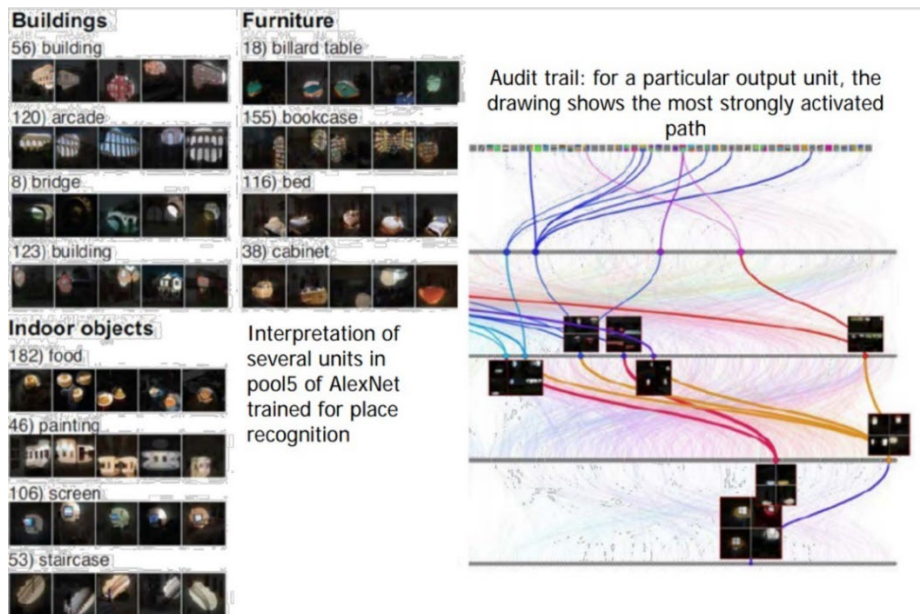 Buildings
56) building
120) arcade
8) bridge
123) building
Furniture
18) billard table
155) bookcase
116) bed
38) cabinet
Indoor objects
182) food
46) painting
106) screen
53) staircase
Interpretation of
several units in
pool5 of AlexNet
trained for place
recognition
Audit trail: for a particular output unit, the
drawing shows the most strongly activated
path